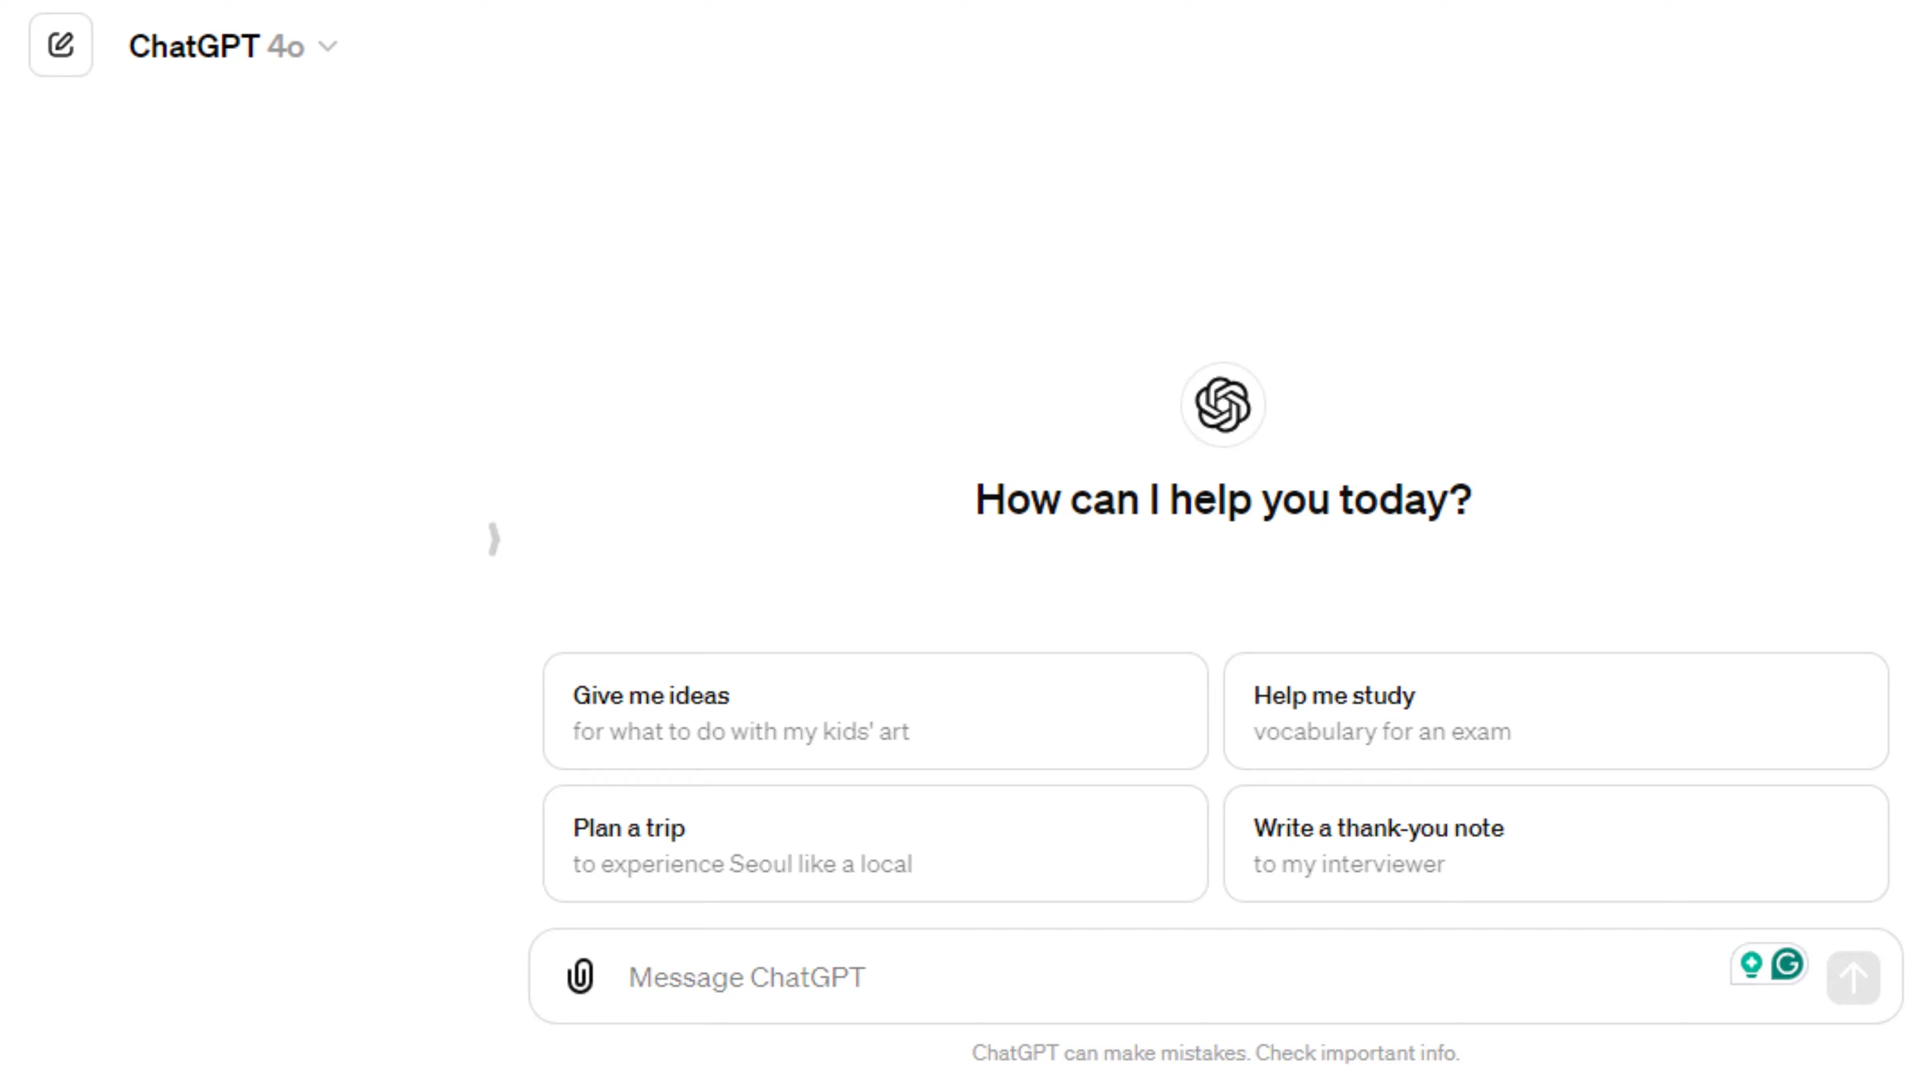 ChatGPT 4o
How can I help you today?
Give me ideas
for what to do with my kids' art
Help me study
vocabulary for an exam
Plan a trip
to experience Seoul like a local
Write a thank-you note
to my interviewer
Message ChatGPT
ChatGPT can make mistakes. Check important info.